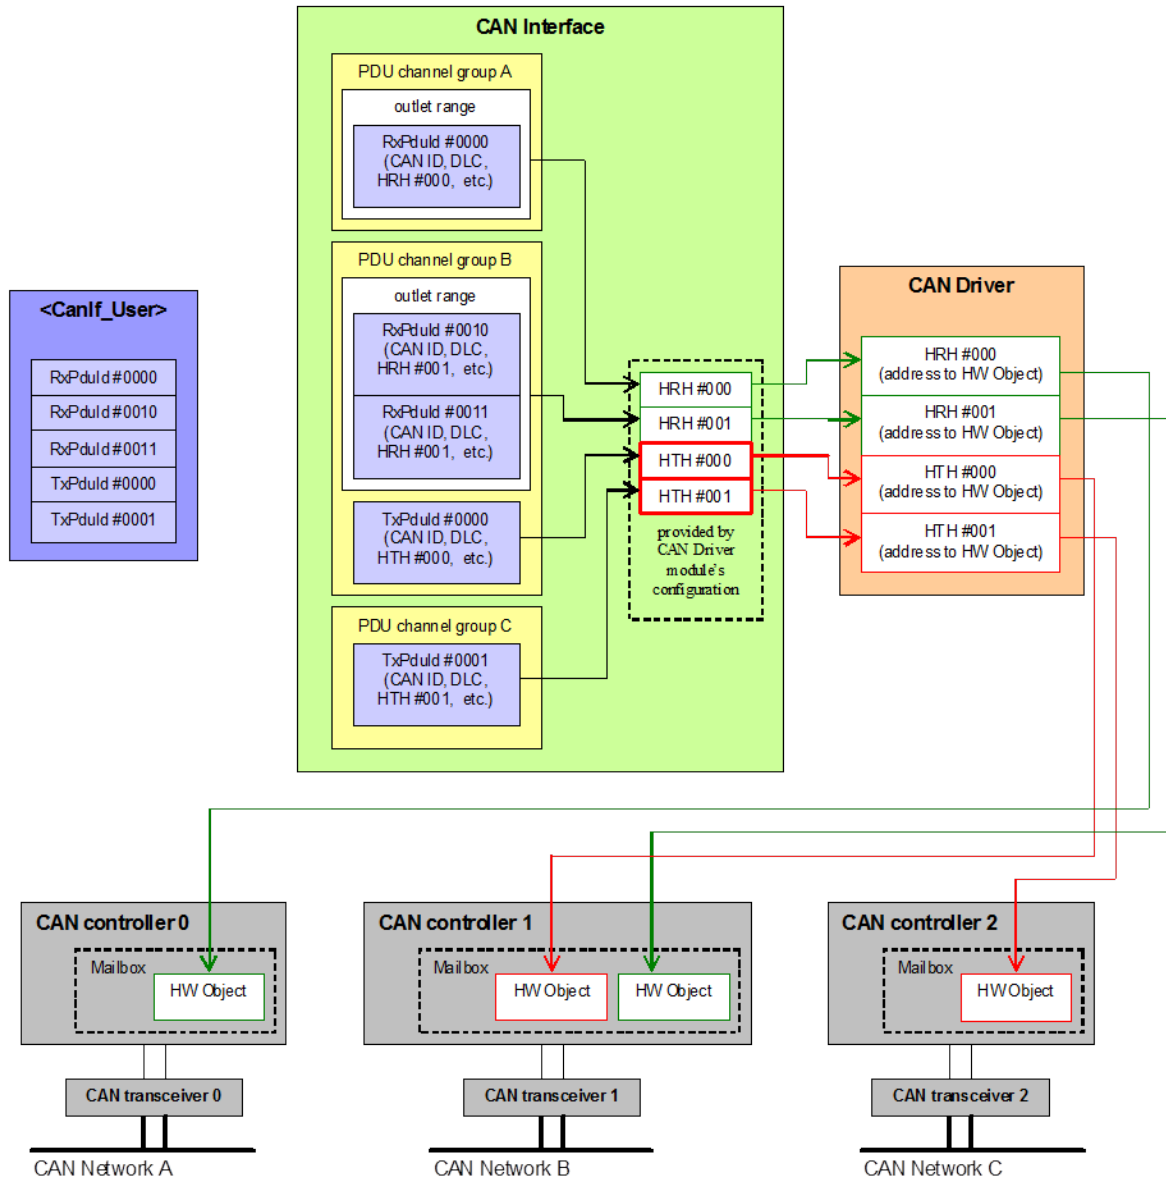 CAN Interface
PDU channel group A
outlet range
RxPduId #0000
(CAN ID, DLC,
HRH #000, etc.)
PDU channel group B
outlet range
RxPduId #0010
(CAN ID, DLC,
HRH #001, etc.)
RxPduId #0011
(CAN ID, DLC,
HRH #001, etc.)
TxPduId #0000
(CAN ID, DLC,
HTH #000, etc.)
PDU channel group C
TxPduId #0001
(CAN ID, DLC,
HTH #001, etc.)
HRH #000
HRH #001
HTH #000
HTH #001
provided by
CAN Driver
module's
configuration
<CanIf_User>
RxPduId #0000
RxPduId #0010
RxPduId #0011
TxPduId #0000
TxPduId #0001
CAN Driver
HRH #000
(address to HW Object)
HRH #001
(address to HW Object)
HTH #000
(address to HW Object)
HTH #001
(address to HW Object)
CAN controller 0
Mailbox
HW Object
CAN transceiver 0
CAN Network A
CAN controller 1
Mailbox
HW Object
HW Object
CAN transceiver 1
CAN Network B
CAN controller 2
Mailbox
HW Object
CAN transceiver 2
CAN Network C